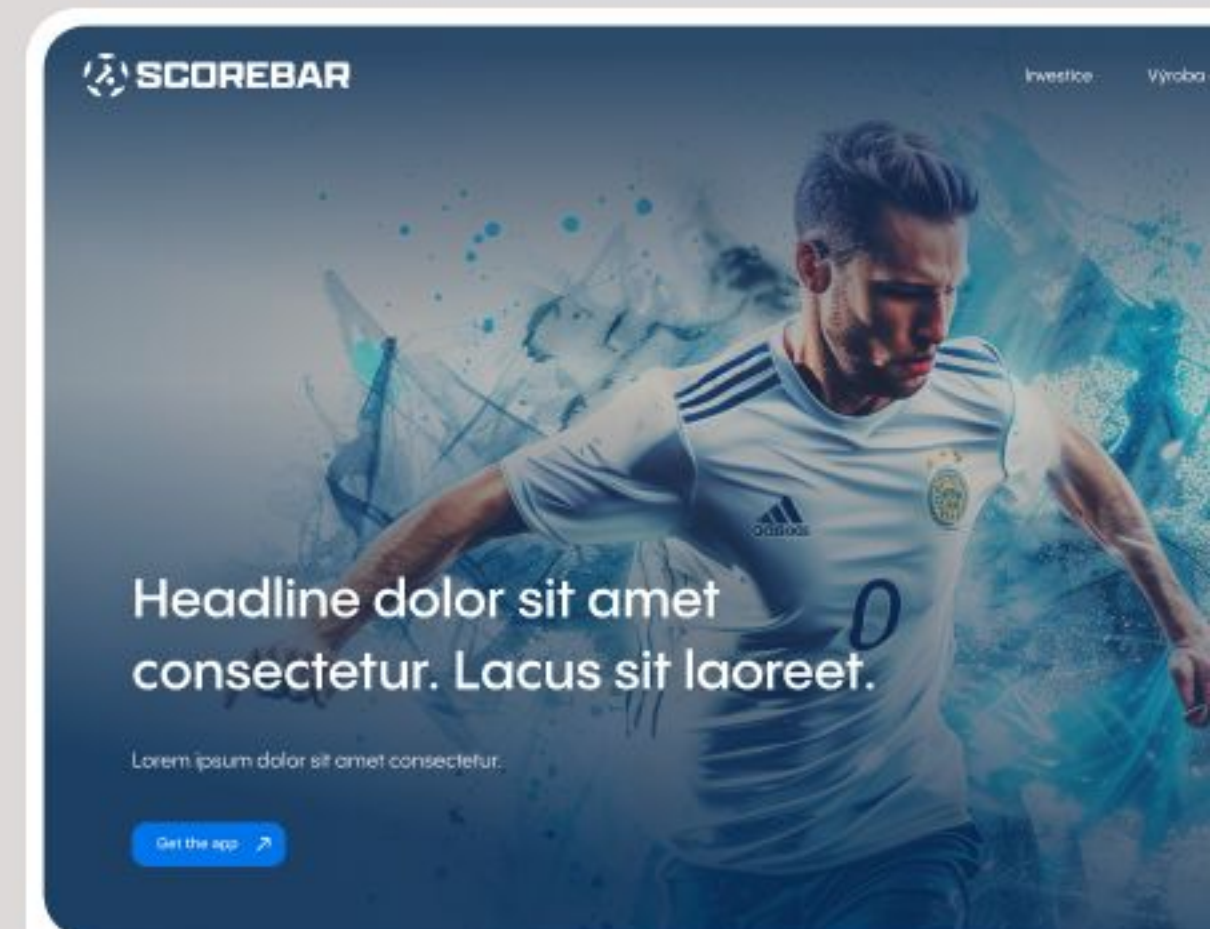 SCOREBAR
Investice
Výroba
adidas
0
Headline dolor sit amet
consectetur. Lacus sit laoreet.
Lorem ipsum dolor sit amet consectetur.
Get the app